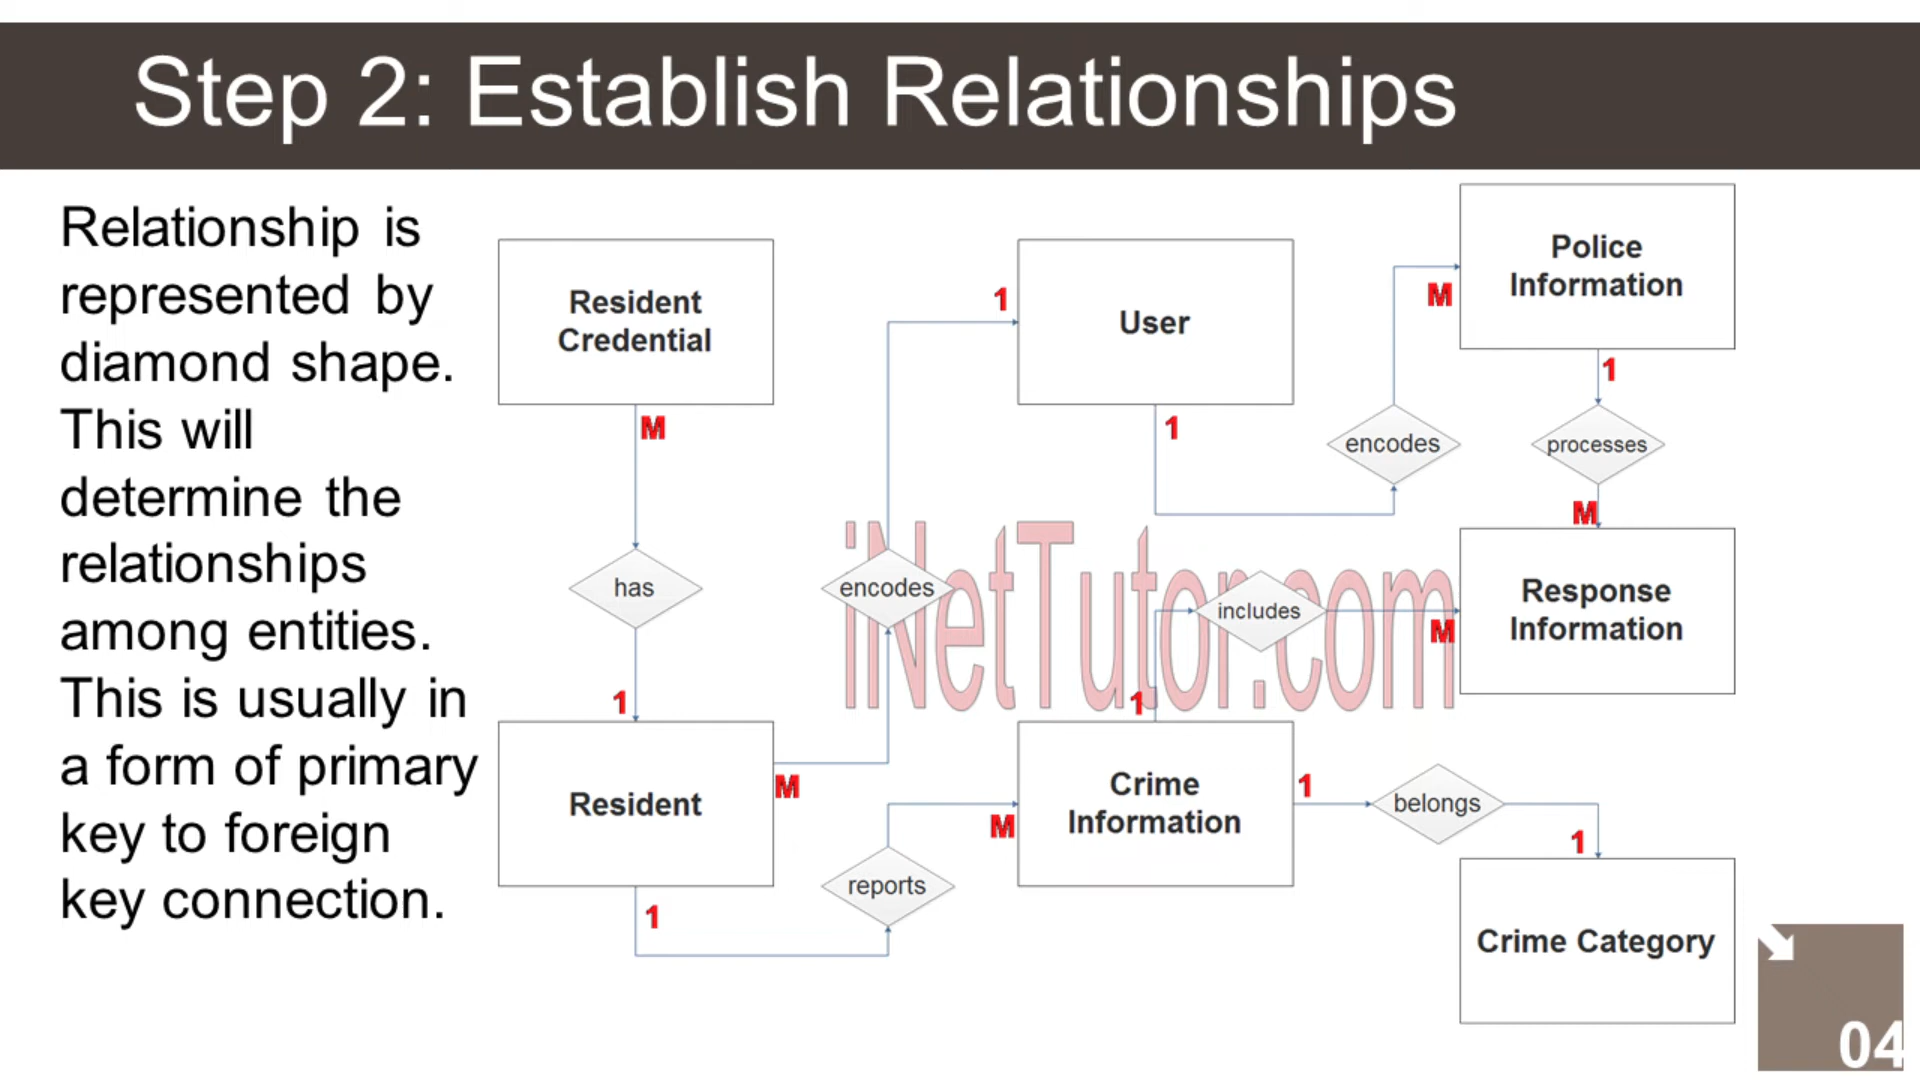 Step 2: Establish Relationships
Relationship is
represented by
diamond shape.
This will
determine the
relationships
among entities.
This is usually in
a form of primary
key to foreign
key connection.
Police
Information
Resident
Credential
User
1
M
1
M
1
encodes
processes
M
iNetTutor.com
has
encodes
includes
Response
Information
M
1
1
Resident
M
Crime
Information
1
belongs
M
1
reports
1
Crime Category
04